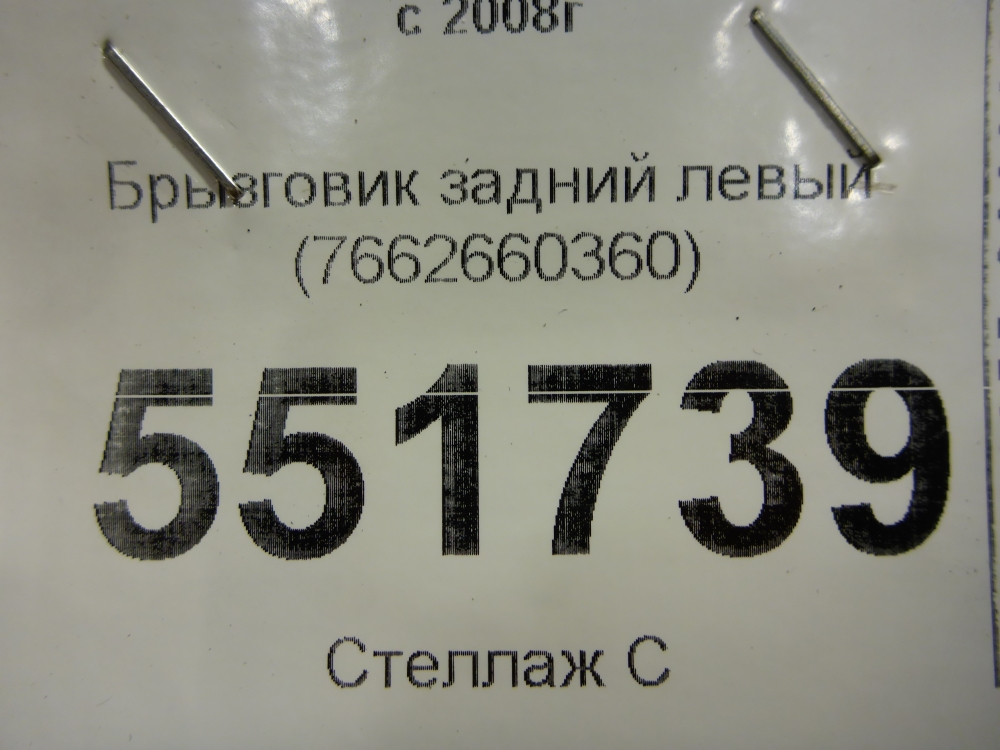 с 2008г
Брызговик задний левый
(7662660360)
551739
Стеллаж С